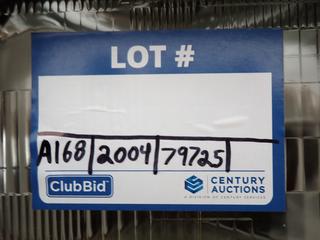 LOT #
A168 | 2004 | 79725 |
ClubBid CENTURY AUCTIONS
A DIVISION OF CENTURY SERVICES